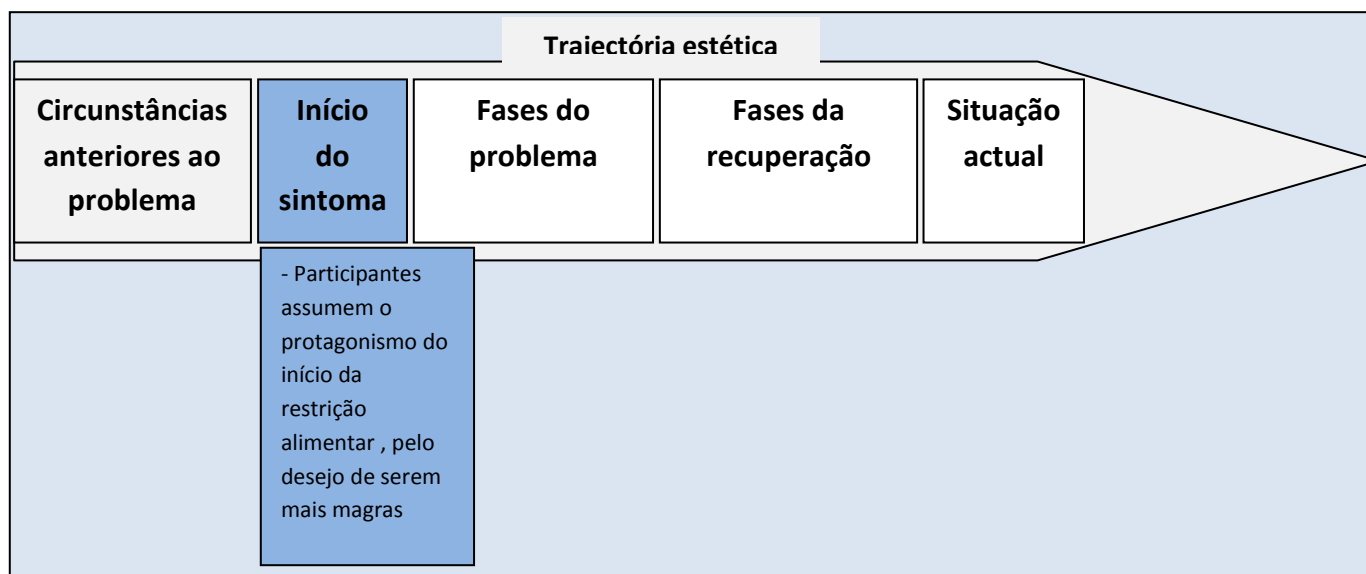 Trajectória estética
Circunstâncias
anteriores ao
problema
Início
do
sintoma
Fases do
problema
Fases da
recuperação
Situação
actual
- Participantes
assumem o
protagonismo do
início da
restrição
alimentar , pelo
desejo de serem
mais magras